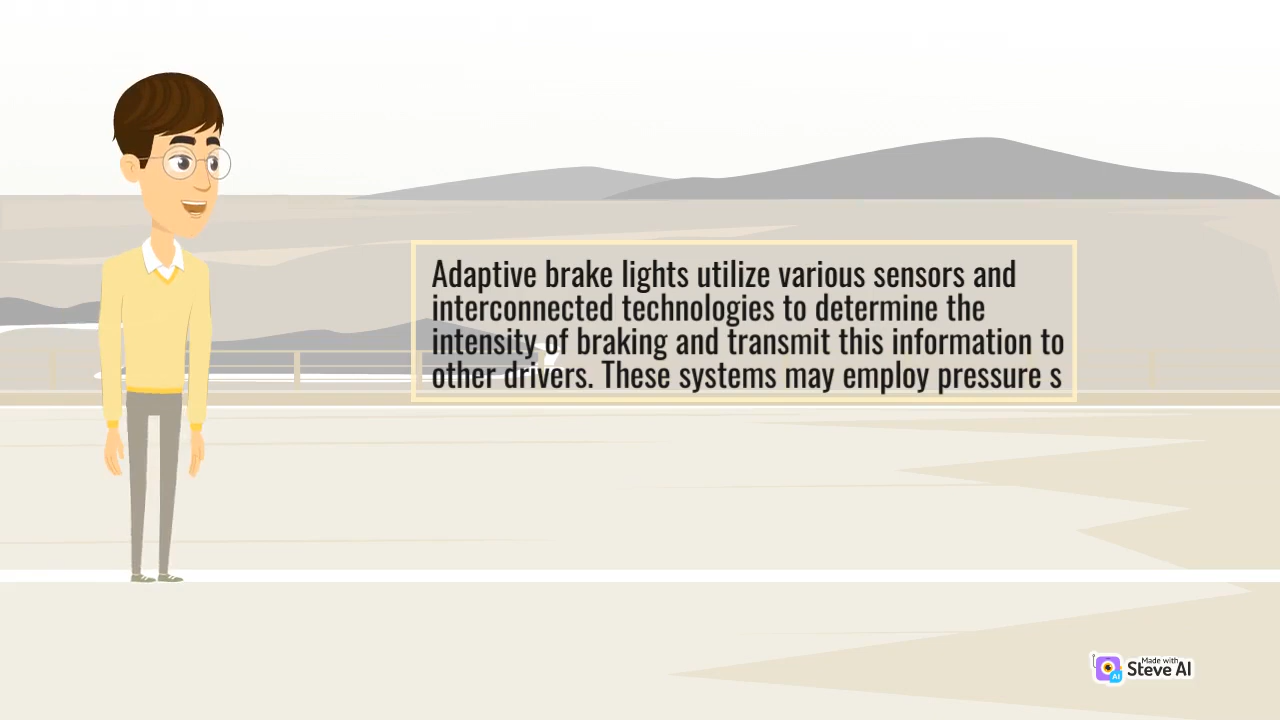 Adaptive brake lights utilize various sensors and
interconnected technologies to determine the
intensity of braking and transmit this information to
other drivers. These systems may employ pressure s
Made with
Steve AI
AI